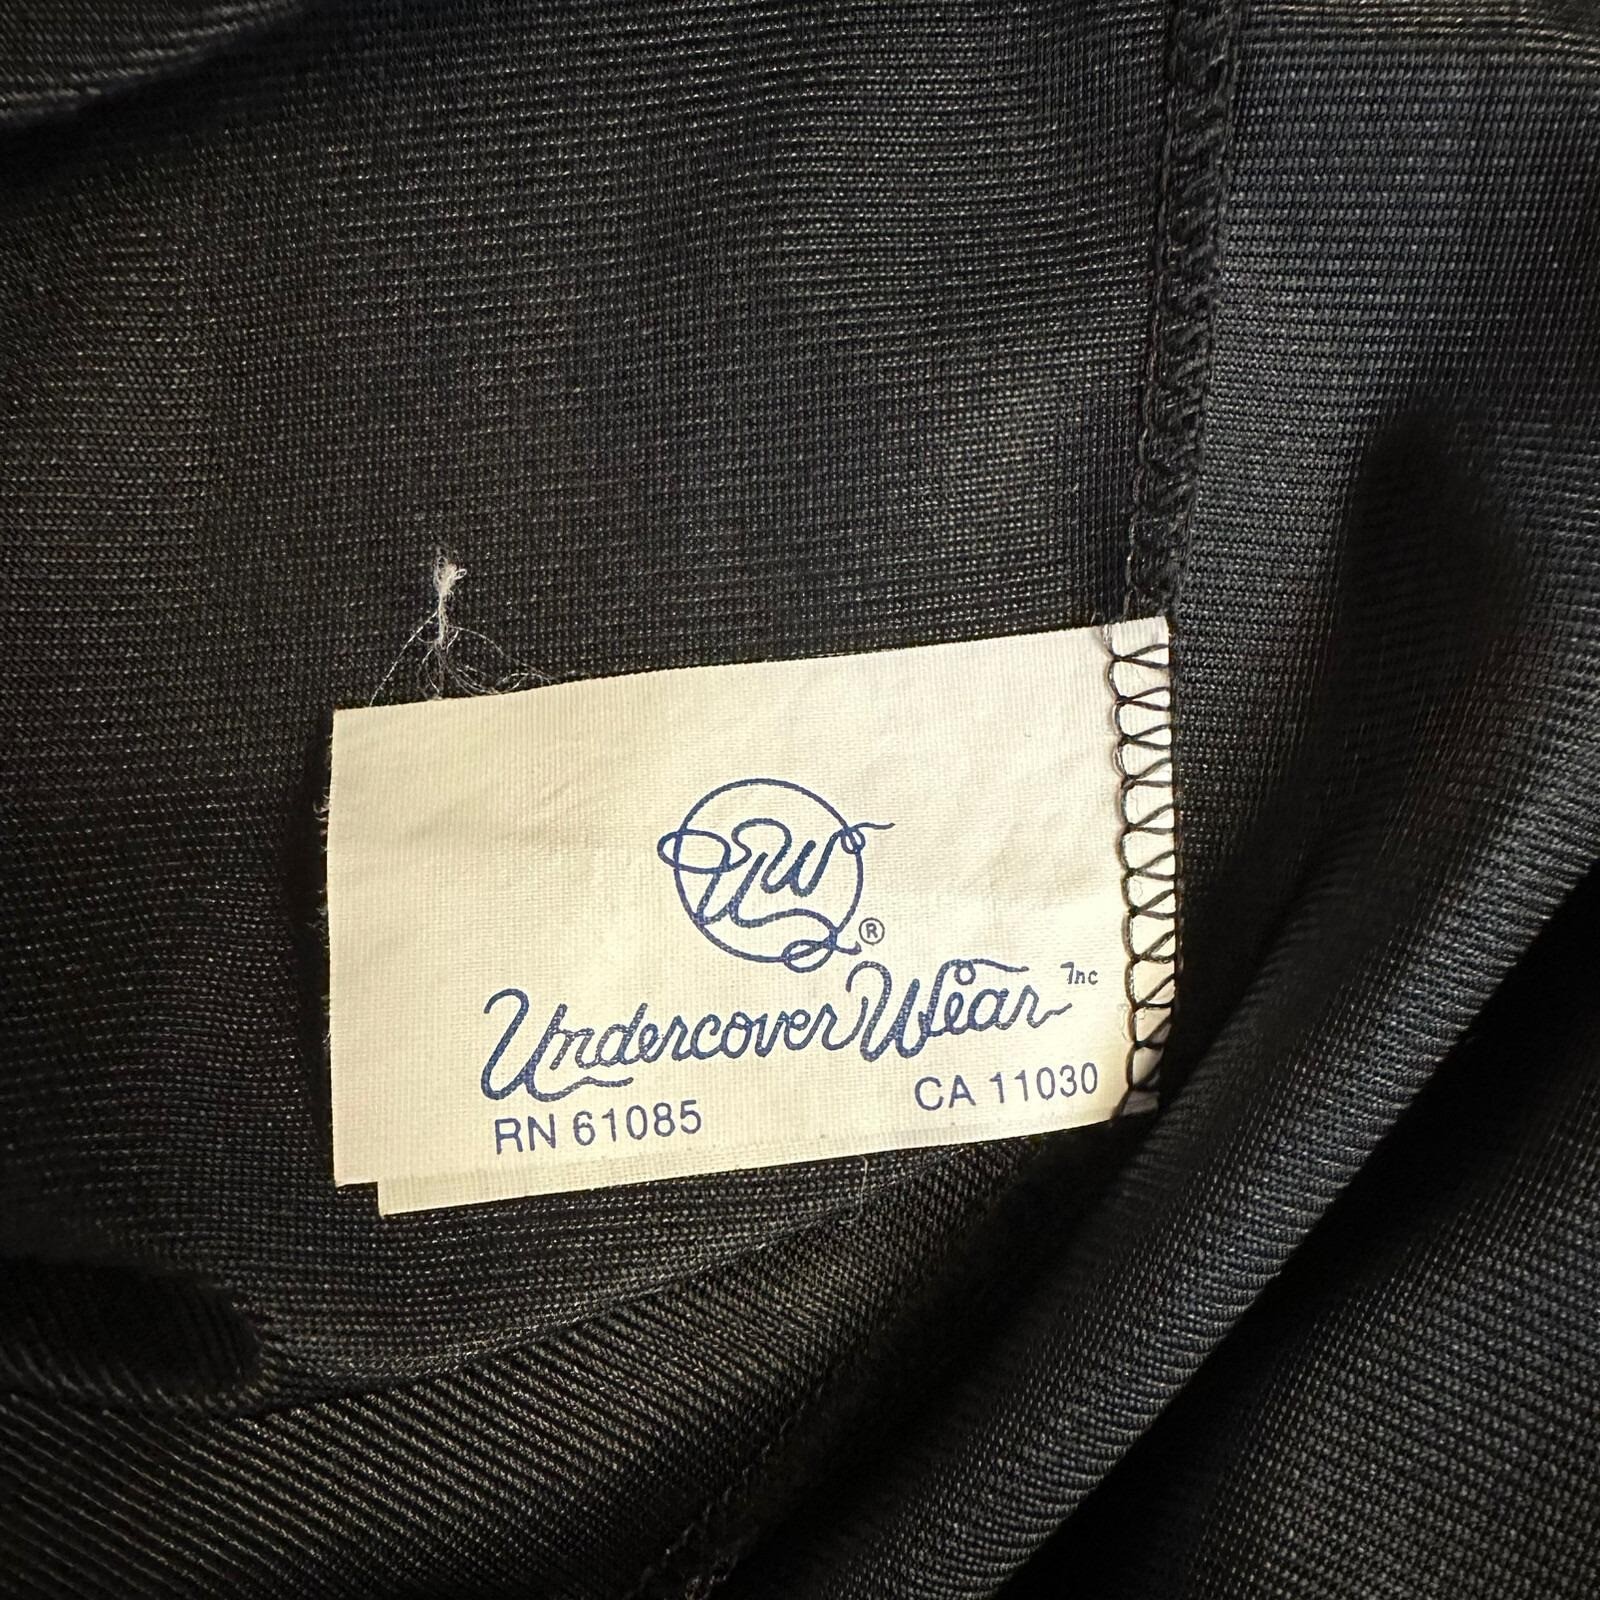 UW®
Undercover Wear Inc
RN 61085 CA 11030